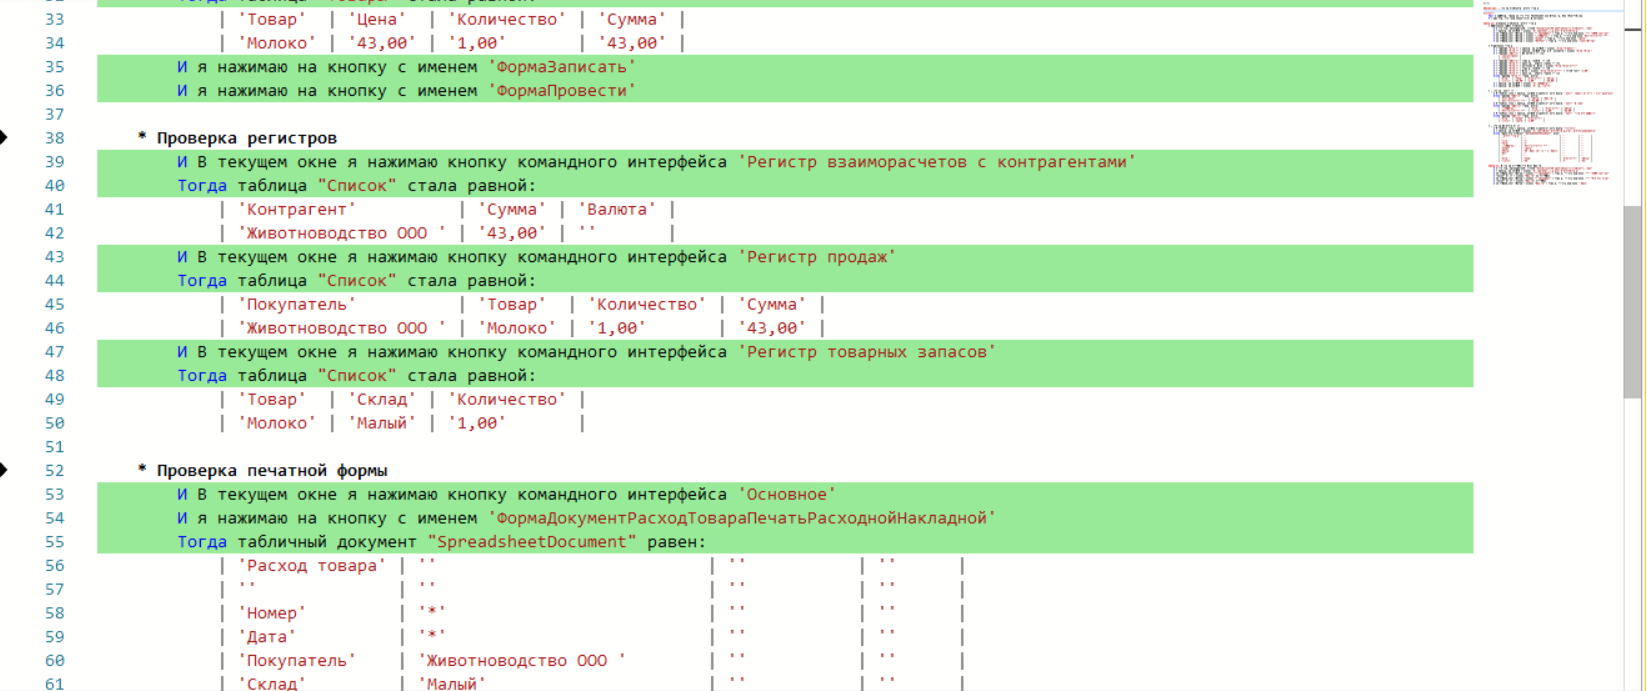 33 | 'Товар' | 'Цена' | 'Количество' | 'Сумма' |
34 | 'Молоко' | '43,00' | '1,00' | '43,00' |
35 И я нажимаю на кнопку с именем 'ФормаЗаписать'
36 И я нажимаю на кнопку с именем 'ФормаПровести'
37
38 * Проверка регистров
39 И В текущем окне я нажимаю кнопку командного интерфейса 'Регистр взаиморасчетов с контрагентами'
40 Тогда таблица "Список" стала равной:
41 | 'Контрагент' | 'Сумма' | 'Валюта' |
42 | 'Животноводство ООО ' | '43,00' | '' |
43 И В текущем окне я нажимаю кнопку командного интерфейса 'Регистр продаж'
44 Тогда таблица "Список" стала равной:
45 | 'Покупатель' | 'Товар' | 'Количество' | 'Сумма' |
46 | 'Животноводство ООО ' | 'Молоко' | '1,00' | '43,00' |
47 И В текущем окне я нажимаю кнопку командного интерфейса 'Регистр товарных запасов'
48 Тогда таблица "Список" стала равной:
49 | 'Товар' | 'Склад' | 'Количество' |
50 | 'Молоко' | 'Малый' | '1,00' |
51
52 * Проверка печатной формы
53 И В текущем окне я нажимаю кнопку командного интерфейса 'Основное'
54 И я нажимаю на кнопку с именем 'ФормаДокументРасходТовараПечатьРасходнойНакладной'
55 Тогда табличный документ "SpreadsheetDocument" равен:
56 | 'Расход товара' | '' | '' | '' |
57 | '' | '' | '' | '' |
58 | 'Номер' | '*' | '' | '' |
59 | 'Дата' | '*' | '' | '' |
60 | 'Покупатель' | 'Животноводство ООО ' | '' | '' |
61 | 'Склад' | 'Малый' | '' | '' |